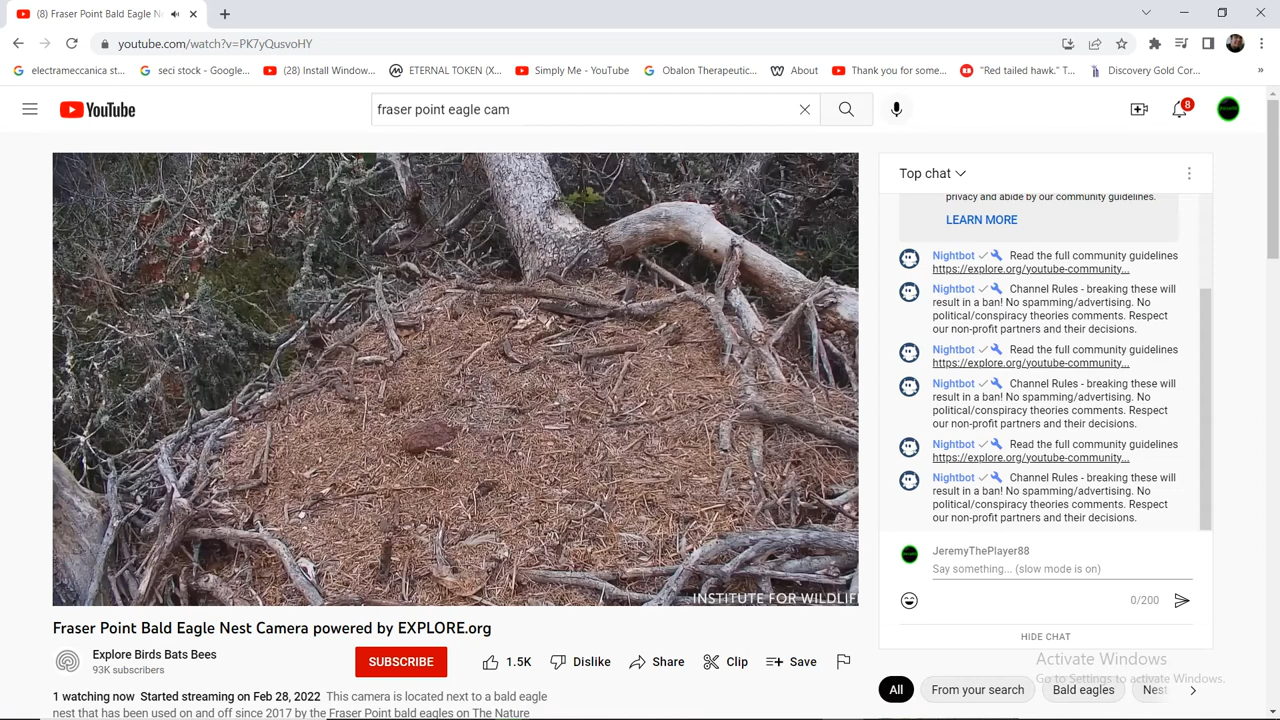 (8) Fraser Point Bald Eagle Nes
youtube.com/watch?v=PK7yQusvoHY
electrameccanica st...
seci stock - Google...
(28) Install Window...
ETERNAL TOKEN (X...
Simply Me - YouTube
Obalon Therapeutic...
About
Thank you for some...
"Red tailed hawk." T...
Discovery Gold Cor...
»
YouTube
fraser point eagle cam
8
Top chat
privacy and abide by our community guidelines.
LEARN MORE
Nightbot Read the full community guidelines
https://explore.org/youtube-community...
Nightbot Channel Rules - breaking these will
result in a ban! No spamming/advertising. No
political/conspiracy theories comments. Respect
our non-profit partners and their decisions.
Nightbot Read the full community guidelines
https://explore.org/youtube-community...
Nightbot Channel Rules - breaking these will
result in a ban! No spamming/advertising. No
political/conspiracy theories comments. Respect
our non-profit partners and their decisions.
Nightbot Read the full community guidelines
https://explore.org/youtube-community...
Nightbot Channel Rules - breaking these will
result in a ban! No spamming/advertising. No
political/conspiracy theories comments. Respect
our non-profit partners and their decisions.
JeremyThePlayer88
Say something... (slow mode is on)
0/200
HIDE CHAT
INSTITUTE FOR WILDLIF
Fraser Point Bald Eagle Nest Camera powered by EXPLORE.org
Explore Birds Bats Bees
93K subscribers
SUBSCRIBE
1.5K
Dislike
Share
Clip
Save
1 watching now Started streaming on Feb 28, 2022 This camera is located next to a bald eagle
nest that has been used on and off since 2017 by the Fraser Point bald eagles on The Nature
Activate Windows
Go to Settings to activate Windows.
All
From your search
Bald eagles
Nest